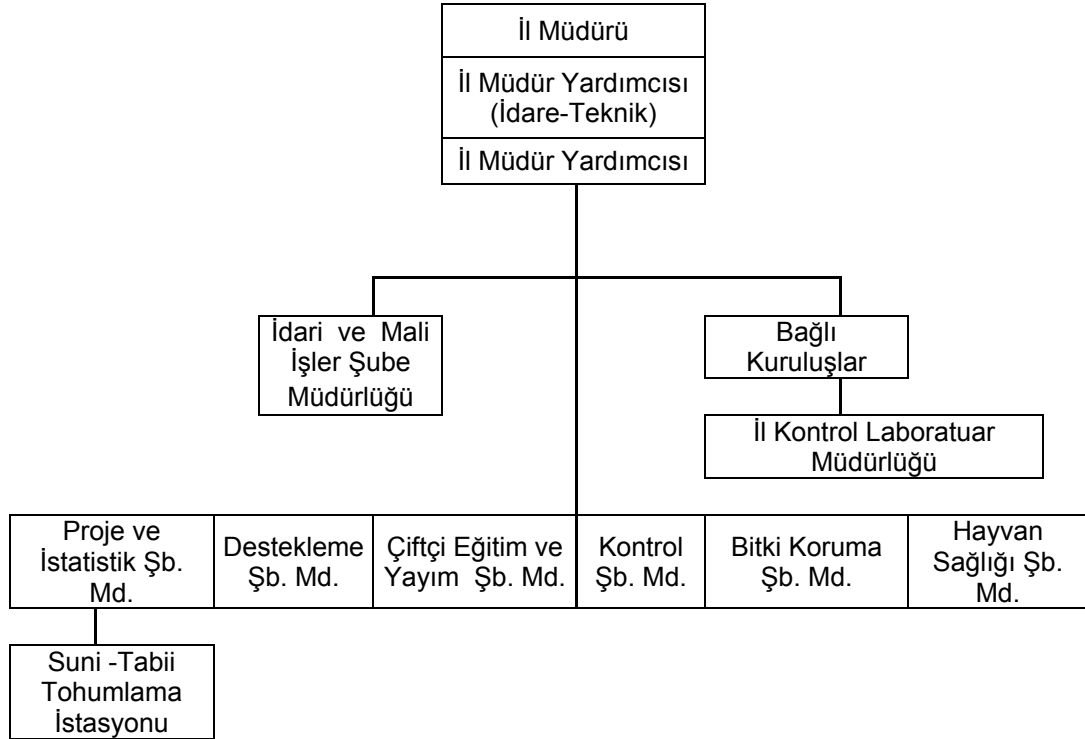 İl Müdürü
İl Müdür Yardımcısı
(İdare-Teknik)
İl Müdür Yardımcısı
İdari ve Mali
İşler Şube
Müdürlüğü
Bağlı
Kuruluşlar
İl Kontrol Laboratuar
Müdürlüğü
Proje ve
İstatistik Şb.
Md.
Destekleme
Şb. Md.
Çiftçi Eğitim ve
Yayım Şb. Md.
Kontrol
Şb. Md.
Bitki Koruma
Şb. Md.
Hayvan
Sağlığı Şb.
Md.
Suni -Tabii
Tohumlama
İstasyonu